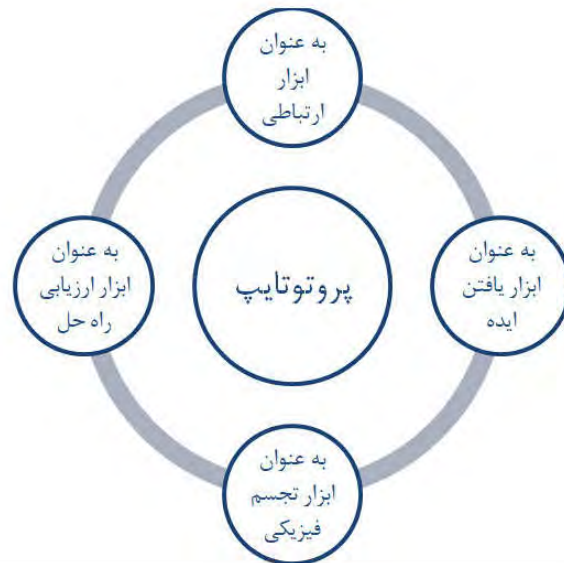 به عنوان
ابزار
ارتباطی
به عنوان
ابزار یافتن
ایده
به عنوان
ابزار تجسم
فیزیکی
به عنوان
ابزار ارزیابی
راه حل
پروتوتایپ